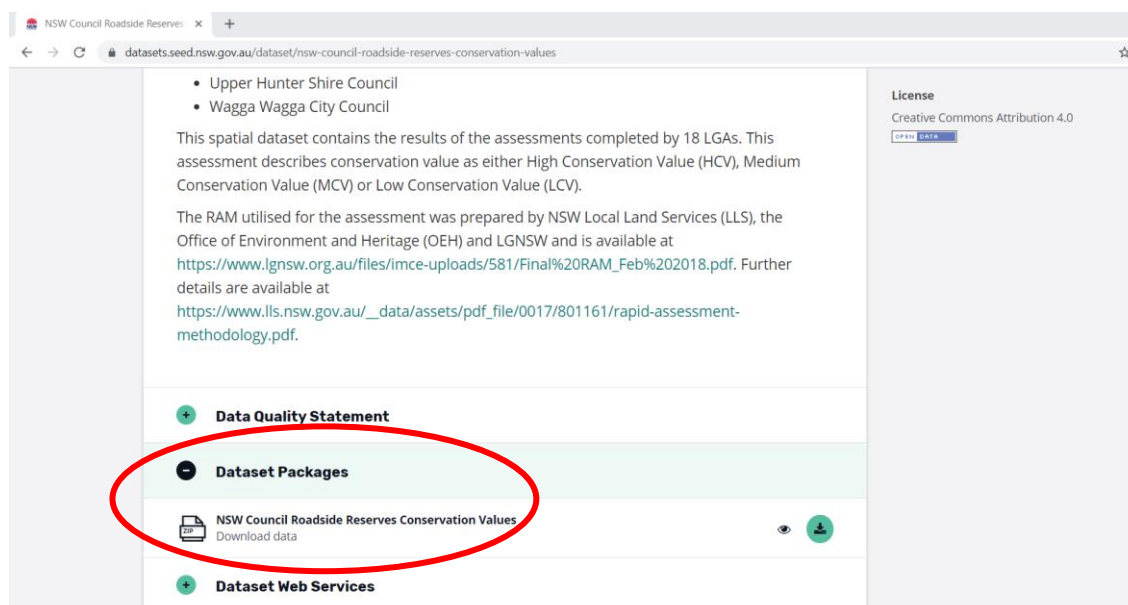 NSW Council Roadside Reserves
datasets.seed.nsw.gov.au/dataset/nsw-council-roadside-reserves-conservation-values
• Upper Hunter Shire Council
• Wagga Wagga City Council
This spatial dataset contains the results of the assessments completed by 18 LGAs. This
assessment describes conservation value as either High Conservation Value (HCV), Medium
Conservation Value (MCV) or Low Conservation Value (LCV).
The RAM utilised for the assessment was prepared by NSW Local Land Services (LLS), the
Office of Environment and Heritage (OEH) and LGNSW and is available at
https://www.lgnsw.org.au/files/imce-uploads/581/Final%20RAM_Feb%202018.pdf. Further
details are available at
https://www.lls.nsw.gov.au/__data/assets/pdf_file/0017/801161/rapid-assessment-
methodology.pdf.
Data Quality Statement
Dataset Packages
ZIP
NSW Council Roadside Reserves Conservation Values
Download data
Dataset Web Services
License
Creative Commons Attribution 4.0
OPEN DATA